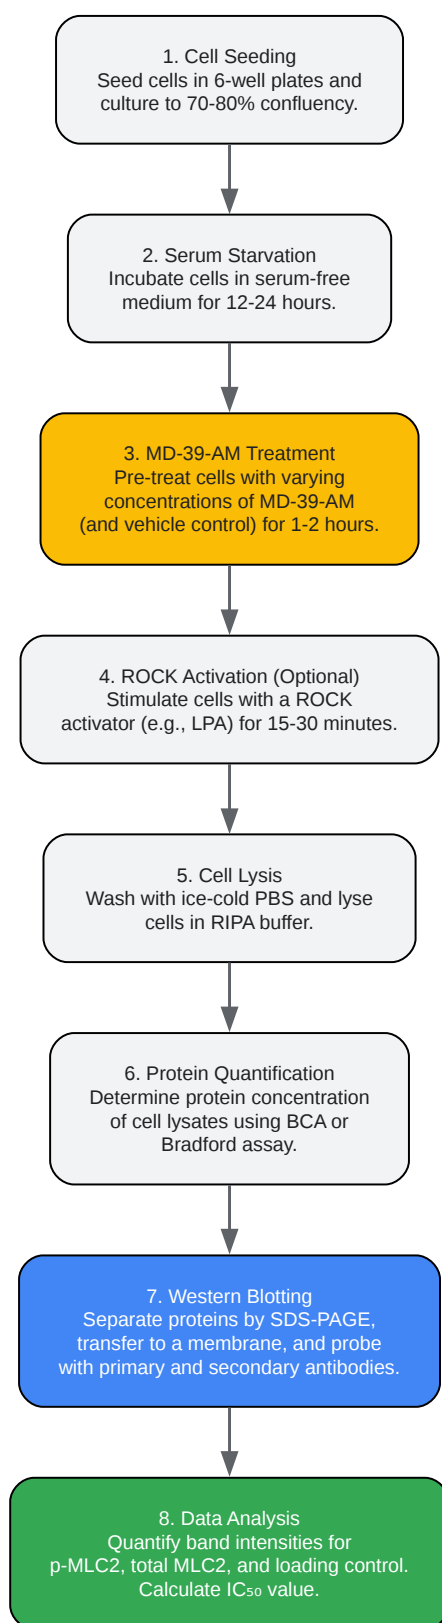 1. Cell Seeding
Seed cells in 6-well plates and
culture to 70-80% confluency.
2. Serum Starvation
Incubate cells in serum-free
medium for 12-24 hours.
3. MD-39-AM Treatment
Pre-treat cells with varying
concentrations of MD-39-AM
(and vehicle control) for 1-2 hours.
4. ROCK Activation (Optional)
Stimulate cells with a ROCK
activator (e.g., LPA) for 15-30 minutes.
5. Cell Lysis
Wash with ice-cold PBS and lyse
cells in RIPA buffer.
6. Protein Quantification
Determine protein concentration
of cell lysates using BCA or
Bradford assay.
7. Western Blotting
Separate proteins by SDS-PAGE,
transfer to a membrane, and probe
with primary and secondary antibodies.
8. Data Analysis
Quantify band intensities for
p-MLC2, total MLC2, and loading control.
Calculate IC₅₀ value.